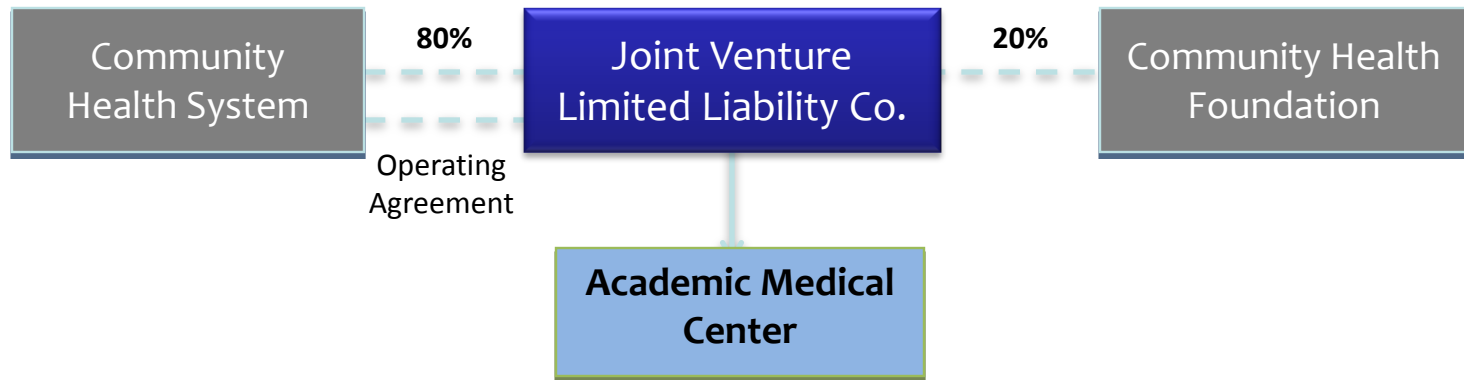 Community
Health System
80%
Operating
Agreement
Joint Venture
Limited Liability Co.
20%
Community Health
Foundation
Academic Medical
Center